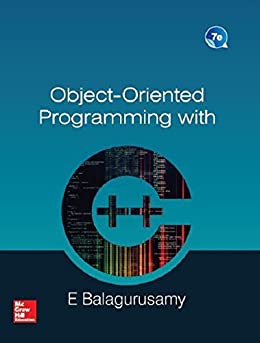 7e
Object-Oriented
Programming with
C++
E Balagurusamy
Mc
Graw
Hill
Education